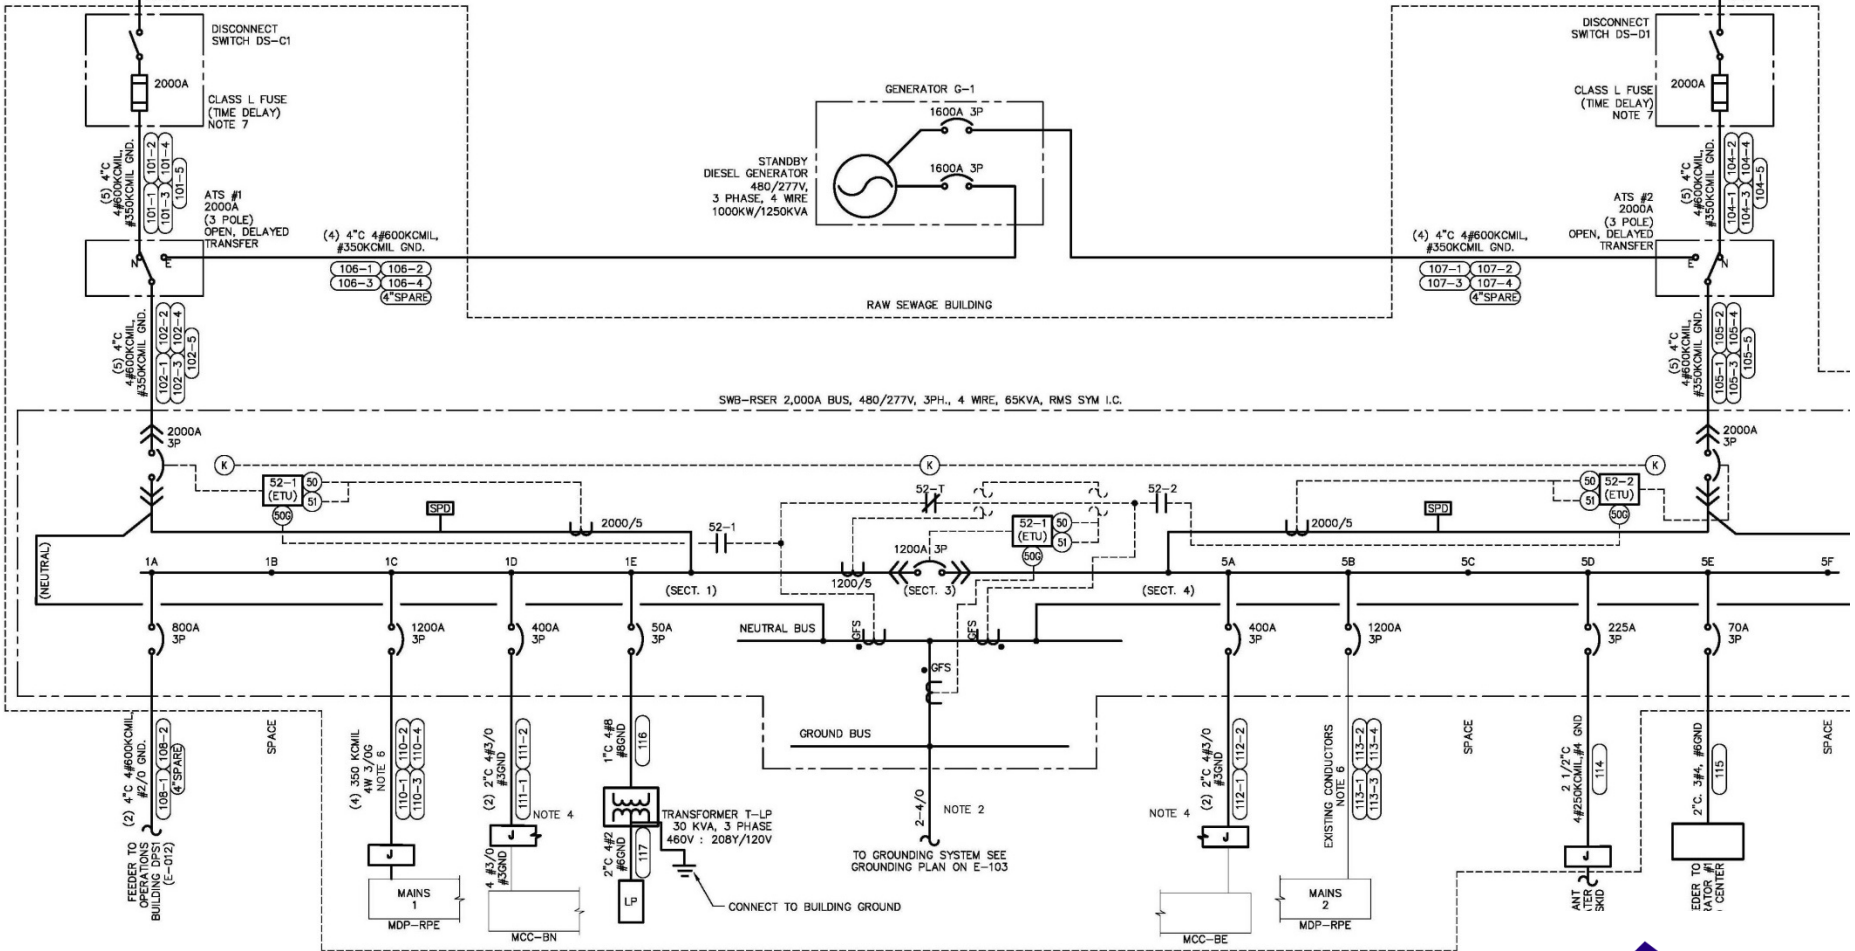 DISCONNECT
SWITCH DS-C1
2000A
CLASS L FUSE
(TIME DELAY)
NOTE 7
(5) 4"C
4#600KCMIL,
#350KCMIL GND.
101-1 101-2
101-3 101-4
101-5
ATS #1
2000A
(3 POLE)
OPEN, DELAYED
TRANSFER
N
E
(4) 4"C 4#600KCMIL,
#350KCMIL GND.
106-1 106-2
106-3 106-4
4"SPARE
(5) 4"C
4#600KCMIL,
#350KCMIL GND.
102-1 102-2
102-3 102-4
102-5
GENERATOR G-1
1600A 3P
1600A 3P
STANDBY
DIESEL GENERATOR
480/277V,
3 PHASE, 4 WIRE
1000KW/1250KVA
RAW SEWAGE BUILDING
DISCONNECT
SWITCH DS-D1
2000A
CLASS L FUSE
(TIME DELAY)
NOTE 7
(5) 4"C
4#600KCMIL,
#350KCMIL GND.
104-1 104-2
104-3 104-4
104-5
ATS #2
2000A
(3 POLE)
OPEN, DELAYED
TRANSFER
E
N
(4) 4"C 4#600KCMIL,
#350KCMIL GND.
107-1 107-2
107-3 107-4
4"SPARE
(5) 4"C
4#600KCMIL,
#350KCMIL GND.
105-1 105-2
105-3 105-4
105-5
SWB-RSER 2,000A BUS, 480/277V, 3PH., 4 WIRE, 65KVA, RMS SYM I.C.
2000A
3P
K
K
K
2000A
3P
52-1
(ETU)
50
51
50G
SPD
2000/5
52-1
52-T
52-2
52-1
(ETU)
50
51
50G
2000/5
SPD
50
51
52-2
(ETU)
50G
1200A 3P
1200/5
(NEUTRAL)
1A
1B
1C
1D
1E
(SECT. 1)
(SECT. 3)
(SECT. 4)
5A
5B
5C
5D
5E
5F
800A
3P
1200A
3P
400A
3P
50A
3P
NEUTRAL BUS
GFS
GFS
GFS
400A
3P
1200A
3P
225A
3P
70A
3P
GROUND BUS
(2) 4"C 4#600KCMIL,
#2/0 GND.
108-1 108-2
4"SPARE
SPACE
(4) 350 KCMIL
4W 3/0G
NOTE 6
110-1 110-2
110-3 110-4
(2) 2"C 4#3/0
#3GND
111-1 111-2
NOTE 4
1"C 4#8
#8GND
116
TRANSFORMER T-LP
30 KVA, 3 PHASE
460V : 208Y/120V
2"C 4#2
#6GND
117
LP
CONNECT TO BUILDING GROUND
2-4/0
NOTE 2
TO GROUNDING SYSTEM SEE
GROUNDING PLAN ON E-103
(2) 2"C 4#3/0
#3GND
112-1 112-2
NOTE 4
EXISTING CONDUCTORS
NOTE 6
113-1 113-2
113-3 113-4
SPACE
2 1/2"C
4#250KCMIL,#4 GND
114
2"C. 3#4, #6GND
115
SPACE
FEEDER TO
OPERATIONS
BUILDING DPS1
(E-012)
J
MAINS
1
MDP-RPE
J
4 #3/0
#3GND
MCC-BN
J
MCC-BE
MAINS
2
MDP-RPE
J
ANT
ATER
SKID
EDER TO
RATOR #1
CENTER